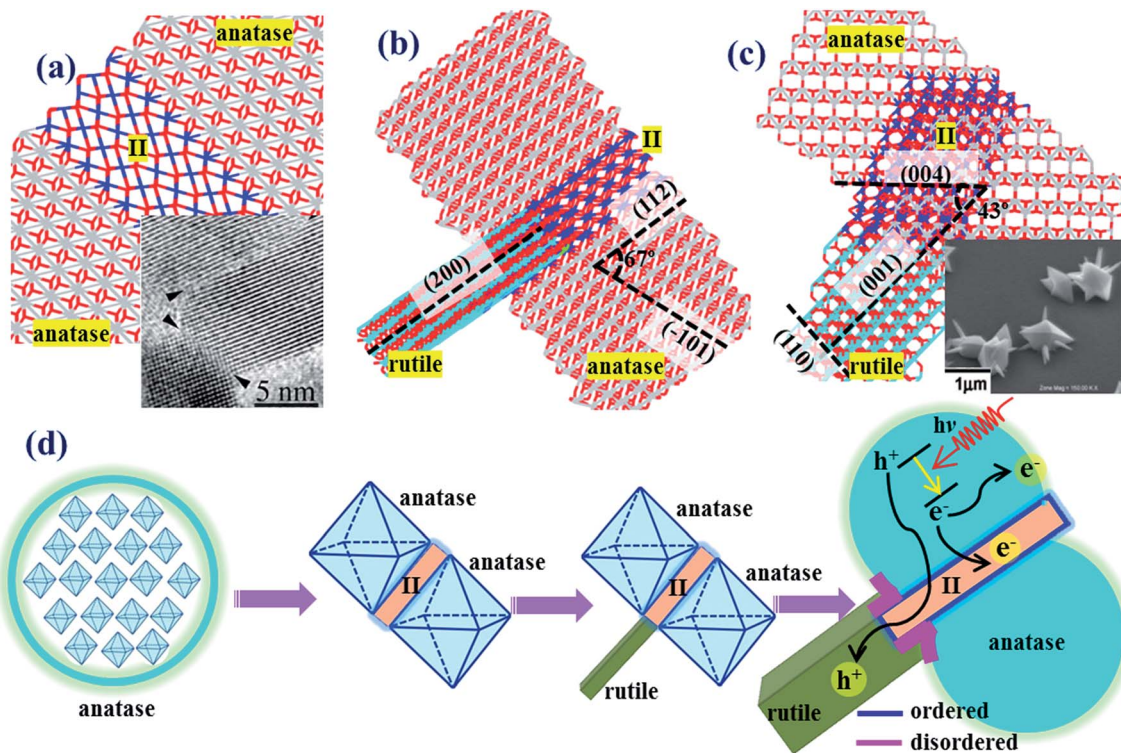 (a)
anatase
II
anatase
5 nm
(b)
II
(112)
67°
(200)
(-101)
rutile
anatase
(c)
anatase
II
(004)
43°
(001)
(110)
rutile
1μm
(d)
anatase
anatase
II
anatase
anatase
II
anatase
rutile
hν
h⁺
e⁻
e⁻
e⁻
II
anatase
h⁺
rutile
ordered
disordered